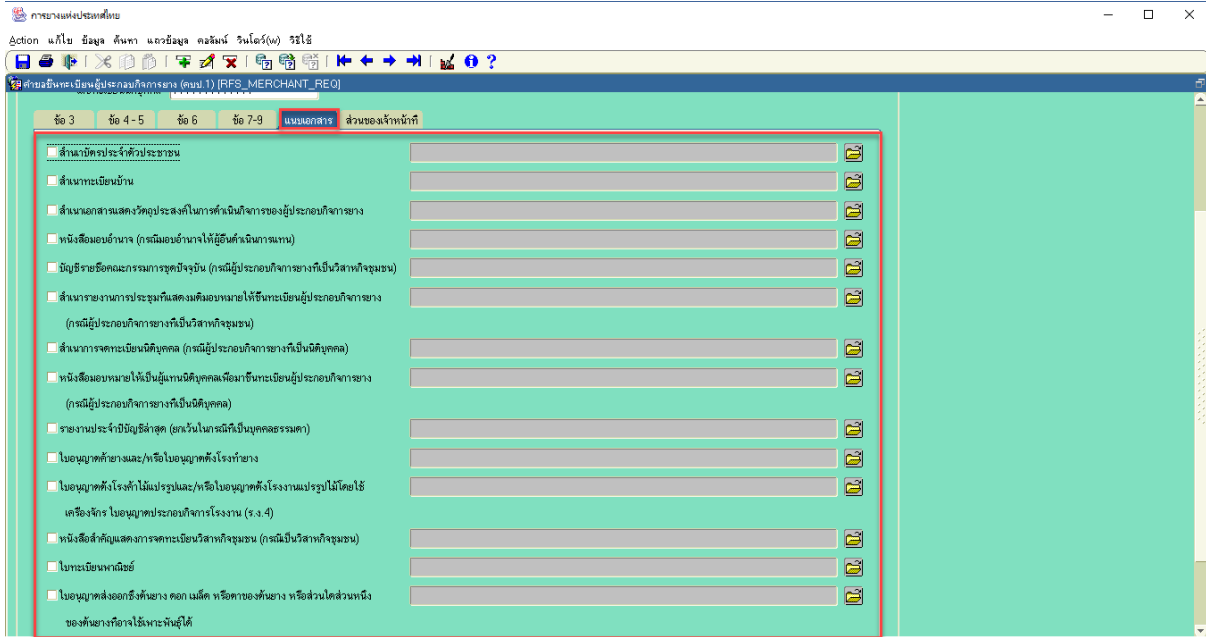 การยางแห่งประเทศไทย
Action แก้ไข ข้อมูล ค้นหา แถวข้อมูล คอลัมน์ วินโดว์(w) วิธีใช้
คำขอขึ้นทะเบียนผู้ประกอบกิจการยาง (คบป.1) [RFS_MERCHANT_REQ]
ข้อ 3 ข้อ 4 - 5 ข้อ 6 ข้อ 7-9 แนบเอกสาร ส่วนของเจ้าหน้าที่
สำเนาบัตรประจำตัวประชาชน
สำเนาทะเบียนบ้าน
สำเนาเอกสารแสดงวัตถุประสงค์ในการดำเนินกิจการของผู้ประกอบกิจการยาง
หนังสือมอบอำนาจ (กรณีมอบอำนาจให้ผู้อื่นดำเนินการแทน)
บัญชีรายชื่อคณะกรรมการชุดปัจจุบัน (กรณีผู้ประกอบกิจการยางที่เป็นวิสาหกิจชุมชน)
สำเนารายงานการประชุมที่แสดงมติมอบหมายให้ขึ้นทะเบียนผู้ประกอบกิจการยาง
(กรณีผู้ประกอบกิจการยางที่เป็นวิสาหกิจชุมชน)
สำเนาการจดทะเบียนนิติบุคคล (กรณีผู้ประกอบกิจการยางที่เป็นนิติบุคคล)
หนังสือมอบหมายให้เป็นผู้แทนนิติบุคคลเพื่อมาขึ้นทะเบียนผู้ประกอบกิจการยาง
(กรณีผู้ประกอบกิจการยางที่เป็นนิติบุคคล)
รายงานประจำปีบัญชีล่าสุด (ยกเว้นในกรณีที่เป็นบุคคลธรรมดา)
ใบอนุญาตค้ายางและ/หรือใบอนุญาตตั้งโรงทำยาง
ใบอนุญาตตั้งโรงค้าไม้แปรรูปและ/หรือใบอนุญาตตั้งโรงงานแปรรูปไม้โดยใช้
เครื่องจักร ใบอนุญาตประกอบกิจการโรงงาน (ร.ง.4)
หนังสือสำคัญแสดงการจดทะเบียนวิสาหกิจชุมชน (กรณีเป็นวิสาหกิจชุมชน)
ใบทะเบียนพาณิชย์
ใบอนุญาตส่งออกซึ่งต้นยาง ดอก เมล็ด หรือตาของต้นยาง หรือส่วนใดส่วนหนึ่ง
ของต้นยางที่อาจใช้เพาะพันธุ์ได้